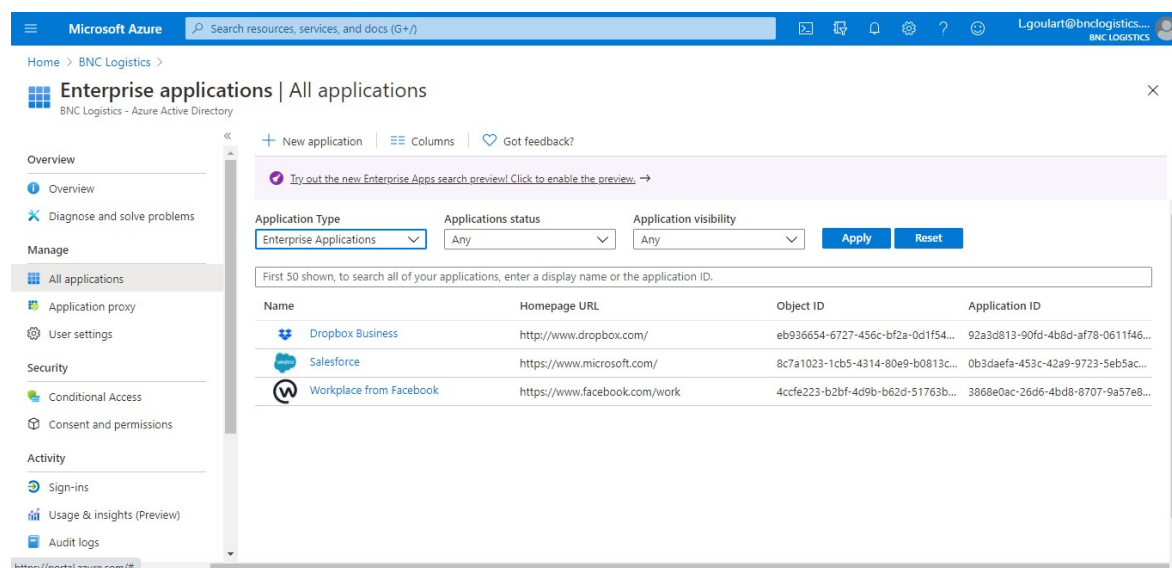 Microsoft Azure
Search resources, services, and docs (G+/)
L.goulart@bnclogistics....
BNC LOGISTICS
Home > BNC Logistics >
Enterprise applications | All applications
BNC Logistics - Azure Active Directory
New application
Columns
Got feedback?
Overview
Overview
Diagnose and solve problems
Manage
All applications
Application proxy
User settings
Security
Conditional Access
Consent and permissions
Activity
Sign-ins
Usage & insights (Preview)
Audit logs
Try out the new Enterprise Apps search preview! Click to enable the preview. →
Application Type Applications status Application visibility
Enterprise Applications Any Any Apply Reset
First 50 shown, to search all of your applications, enter a display name or the application ID.
Name Homepage URL Object ID Application ID
Dropbox Business http://www.dropbox.com/ eb936654-6727-456c-bf2a-0d1f54... 92a3d813-90fd-4b8d-af78-0611f46...
Salesforce https://www.microsoft.com/ 8c7a1023-1cb5-4314-80e9-b0813c... 0b3daefa-453c-42a9-9723-5eb5ac...
Workplace from Facebook https://www.facebook.com/work 4ccfe223-b2bf-4d9b-b62d-51763b... 3868e0ac-26d6-4bd8-8707-9a57e8...
https://portal.azure.com/#